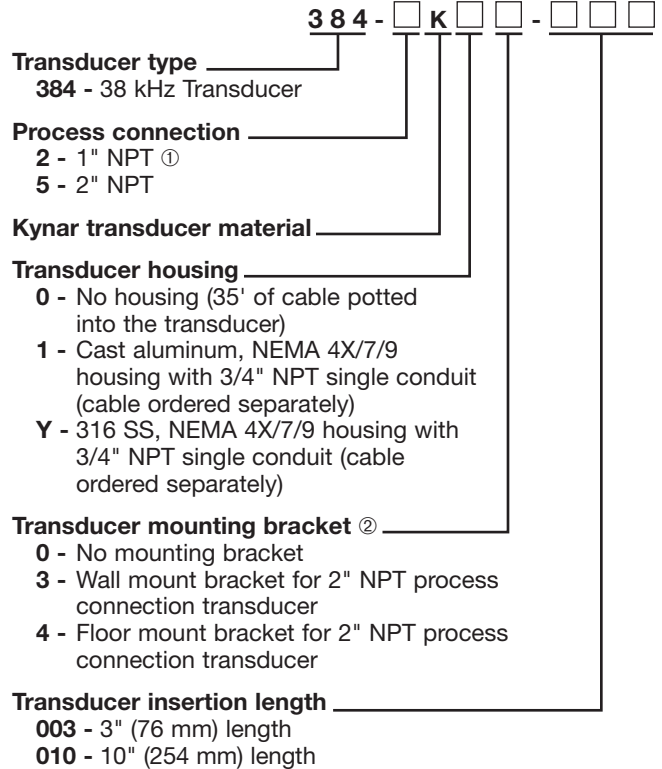 384-□K□□-□□□
Transducer type
384 - 38 kHz Transducer
Process connection
2 - 1" NPT ①
5 - 2" NPT
Kynar transducer material
Transducer housing
0 - No housing (35' of cable potted
into the transducer)
1 - Cast aluminum, NEMA 4X/7/9
housing with 3/4" NPT single conduit
(cable ordered separately)
Y - 316 SS, NEMA 4X/7/9 housing with
3/4" NPT single conduit (cable
ordered separately)
Transducer mounting bracket ②
0 - No mounting bracket
3 - Wall mount bracket for 2" NPT process
connection transducer
4 - Floor mount bracket for 2" NPT process
connection transducer
Transducer insertion length
003 - 3" (76 mm) length
010 - 10" (254 mm) length